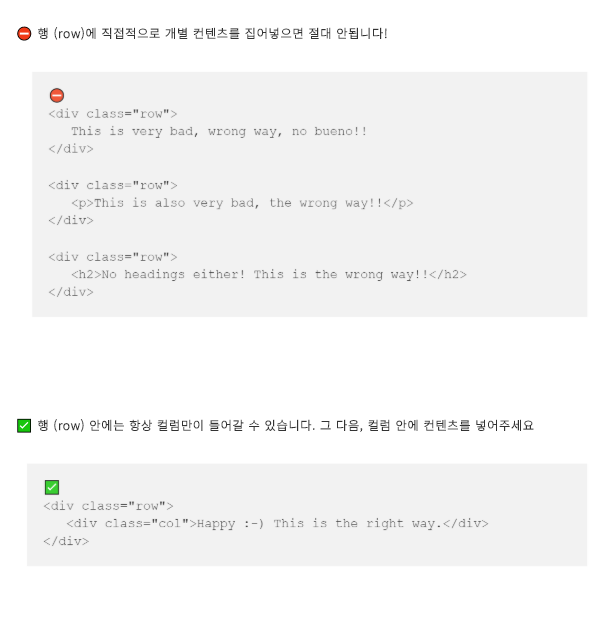 ⛔ 행 (row)에 직접적으로 개별 컨텐츠를 집어넣으면 절대 안됩니다!
⛔
<div class="row">
   This is very bad, wrong way, no bueno!!
</div>

<div class="row">
   <p>This is also very bad, the wrong way!!</p>
</div>

<div class="row">
   <h2>No headings either! This is the wrong way!!</h2>
</div>
✅ 행 (row) 안에는 항상 컬럼만이 들어갈 수 있습니다. 그 다음, 컬럼 안에 컨텐츠를 넣어주세요
✅
<div class="row">
   <div class="col">Happy :-) This is the right way.</div>
</div>